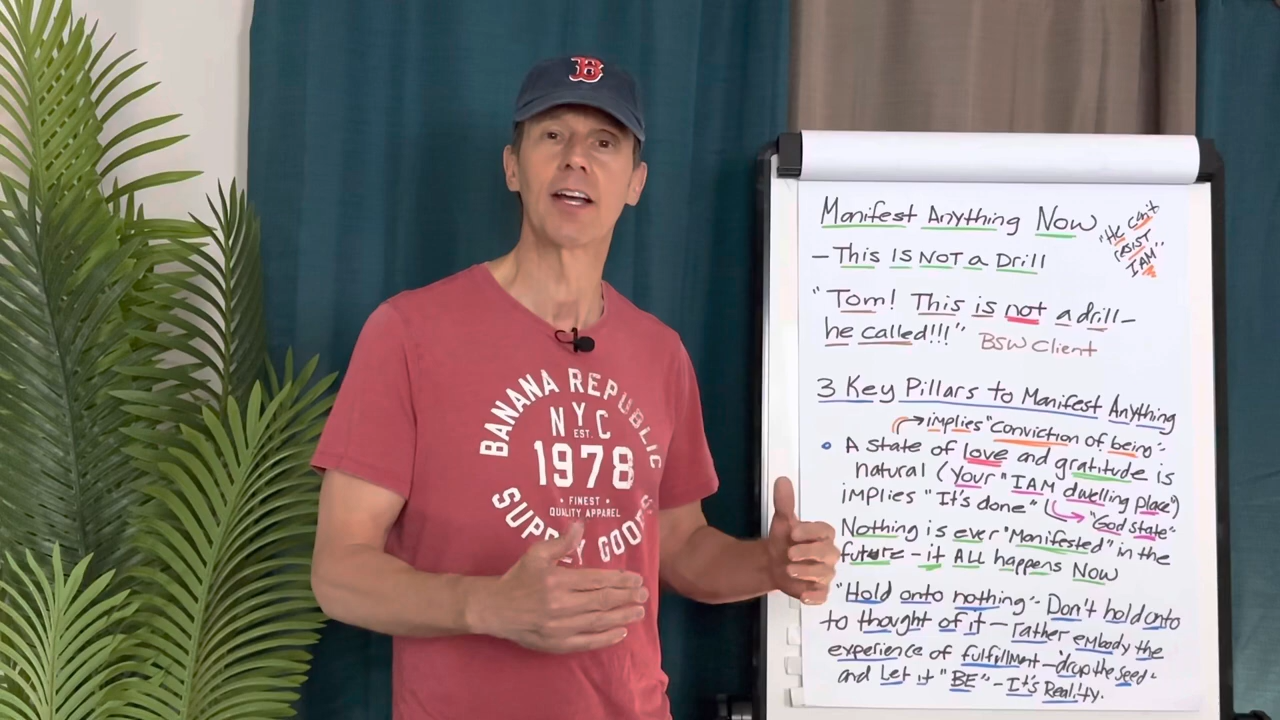 B
BANANA REPUBLIC
NYC
EST.
1978
• FINEST •
QUALITY APPAREL
SUPPLY GOODS
Manifest Anything Now
"He can't
resist
I AM"
– This IS NOT a Drill
"Tom! This is not a drill–
he called!!!" BSW Client
3 Key Pillars to Manifest Anything
implies "conviction of being"
• A state of love and gratitude is
natural (Your "I AM dwelling place")
implies "It's done" "God state"
Nothing is ever "Manifested" in the
future – it ALL happens NOW
"Hold onto nothing" - Don't hold onto
to thought of it – rather embody the
experience of fulfillment – "drop the seed"
and Let it "BE" – It's Reality.